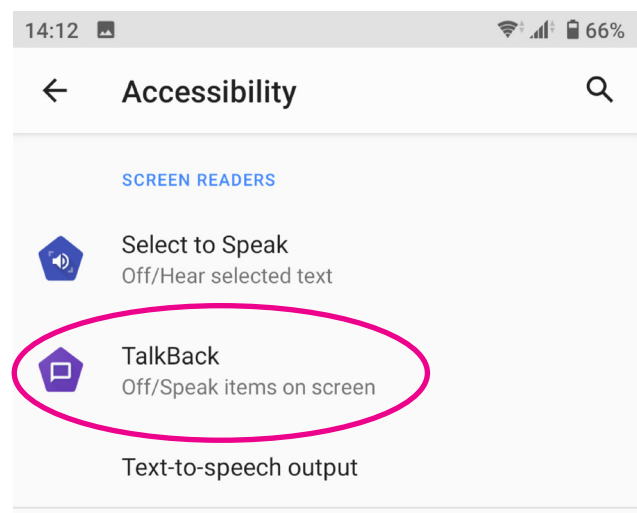 14:12 66%
Accessibility
SCREEN READERS
Select to Speak
Off/Hear selected text
TalkBack
Off/Speak items on screen
Text-to-speech output